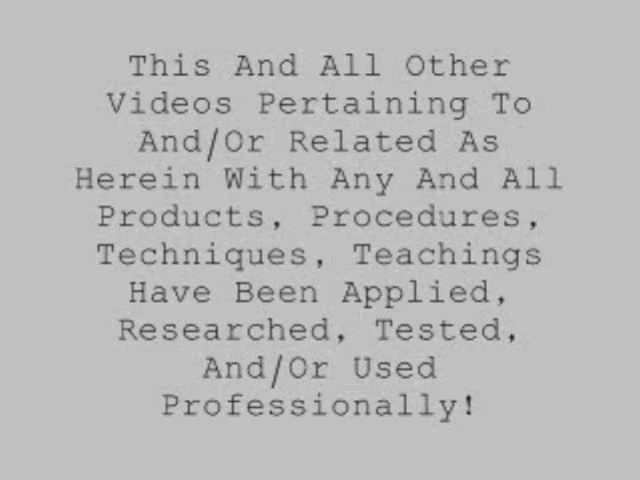 This And All Other
Videos Pertaining To
And/Or Related As
Herein With Any And All
Products, Procedures,
Techniques, Teachings
Have Been Applied,
Researched, Tested,
And/Or Used
Professionally!